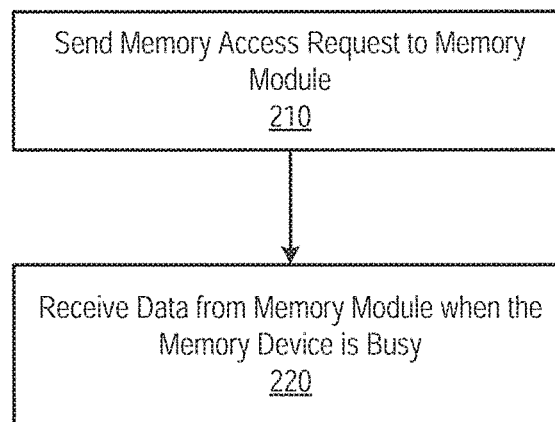 Send Memory Access Request to Memory
Module
210
Receive Data from Memory Module when the
Memory Device is Busy
220